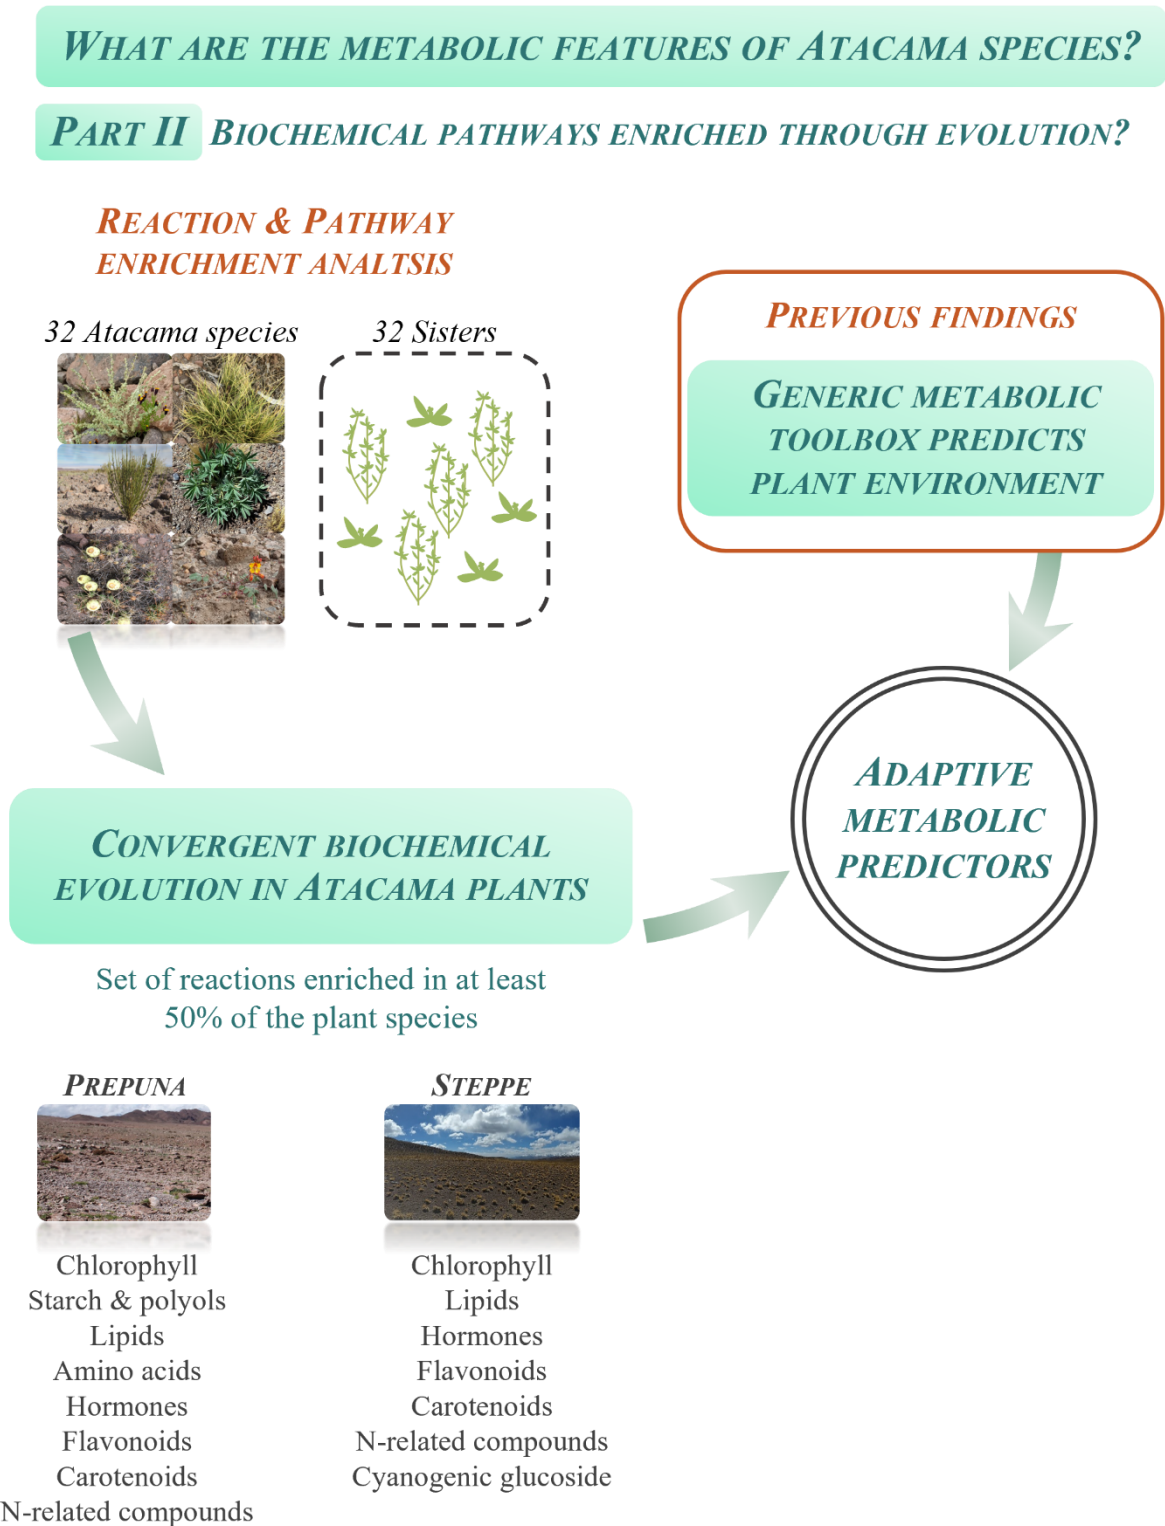 WHAT ARE THE METABOLIC FEATURES OF ATACAMA SPECIES?
PART II BIOCHEMICAL PATHWAYS ENRICHED THROUGH EVOLUTION?
REACTION & PATHWAY
ENRICHMENT ANALTSIS
32 Atacama species
32 Sisters
PREVIOUS FINDINGS
GENERIC METABOLIC
TOOLBOX PREDICTS
PLANT ENVIRONMENT
ADAPTIVE
METABOLIC
PREDICTORS
CONVERGENT BIOCHEMICAL
EVOLUTION IN ATACAMA PLANTS
Set of reactions enriched in at least
50% of the plant species
PREPUNA
Chlorophyll
Starch & polyols
Lipids
Amino acids
Hormones
Flavonoids
Carotenoids
N-related compounds
STEPPE
Chlorophyll
Lipids
Hormones
Flavonoids
Carotenoids
N-related compounds
Cyanogenic glucoside